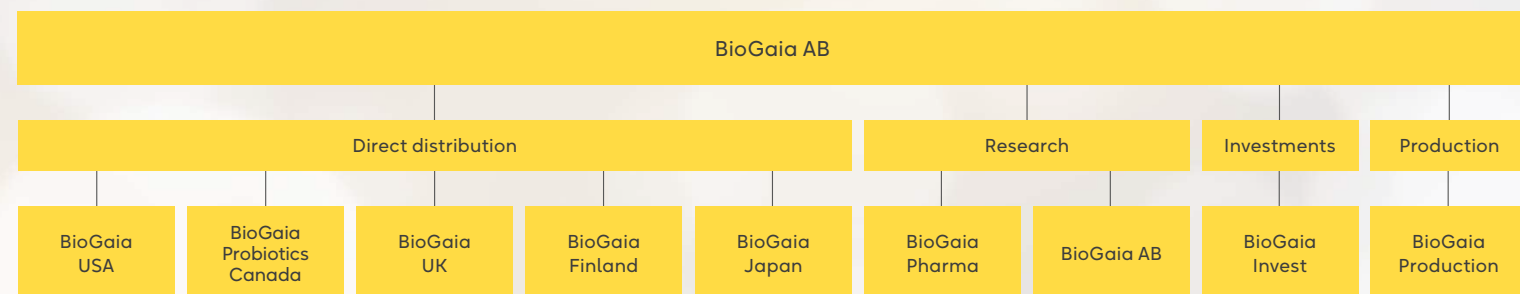 BioGaia AB
Direct distribution
Research
Investments
Production
BioGaia
USA
BioGaia
Probiotics
Canada
BioGaia
UK
BioGaia
Finland
BioGaia
Japan
BioGaia
Pharma
BioGaia AB
BioGaia
Invest
BioGaia
Production